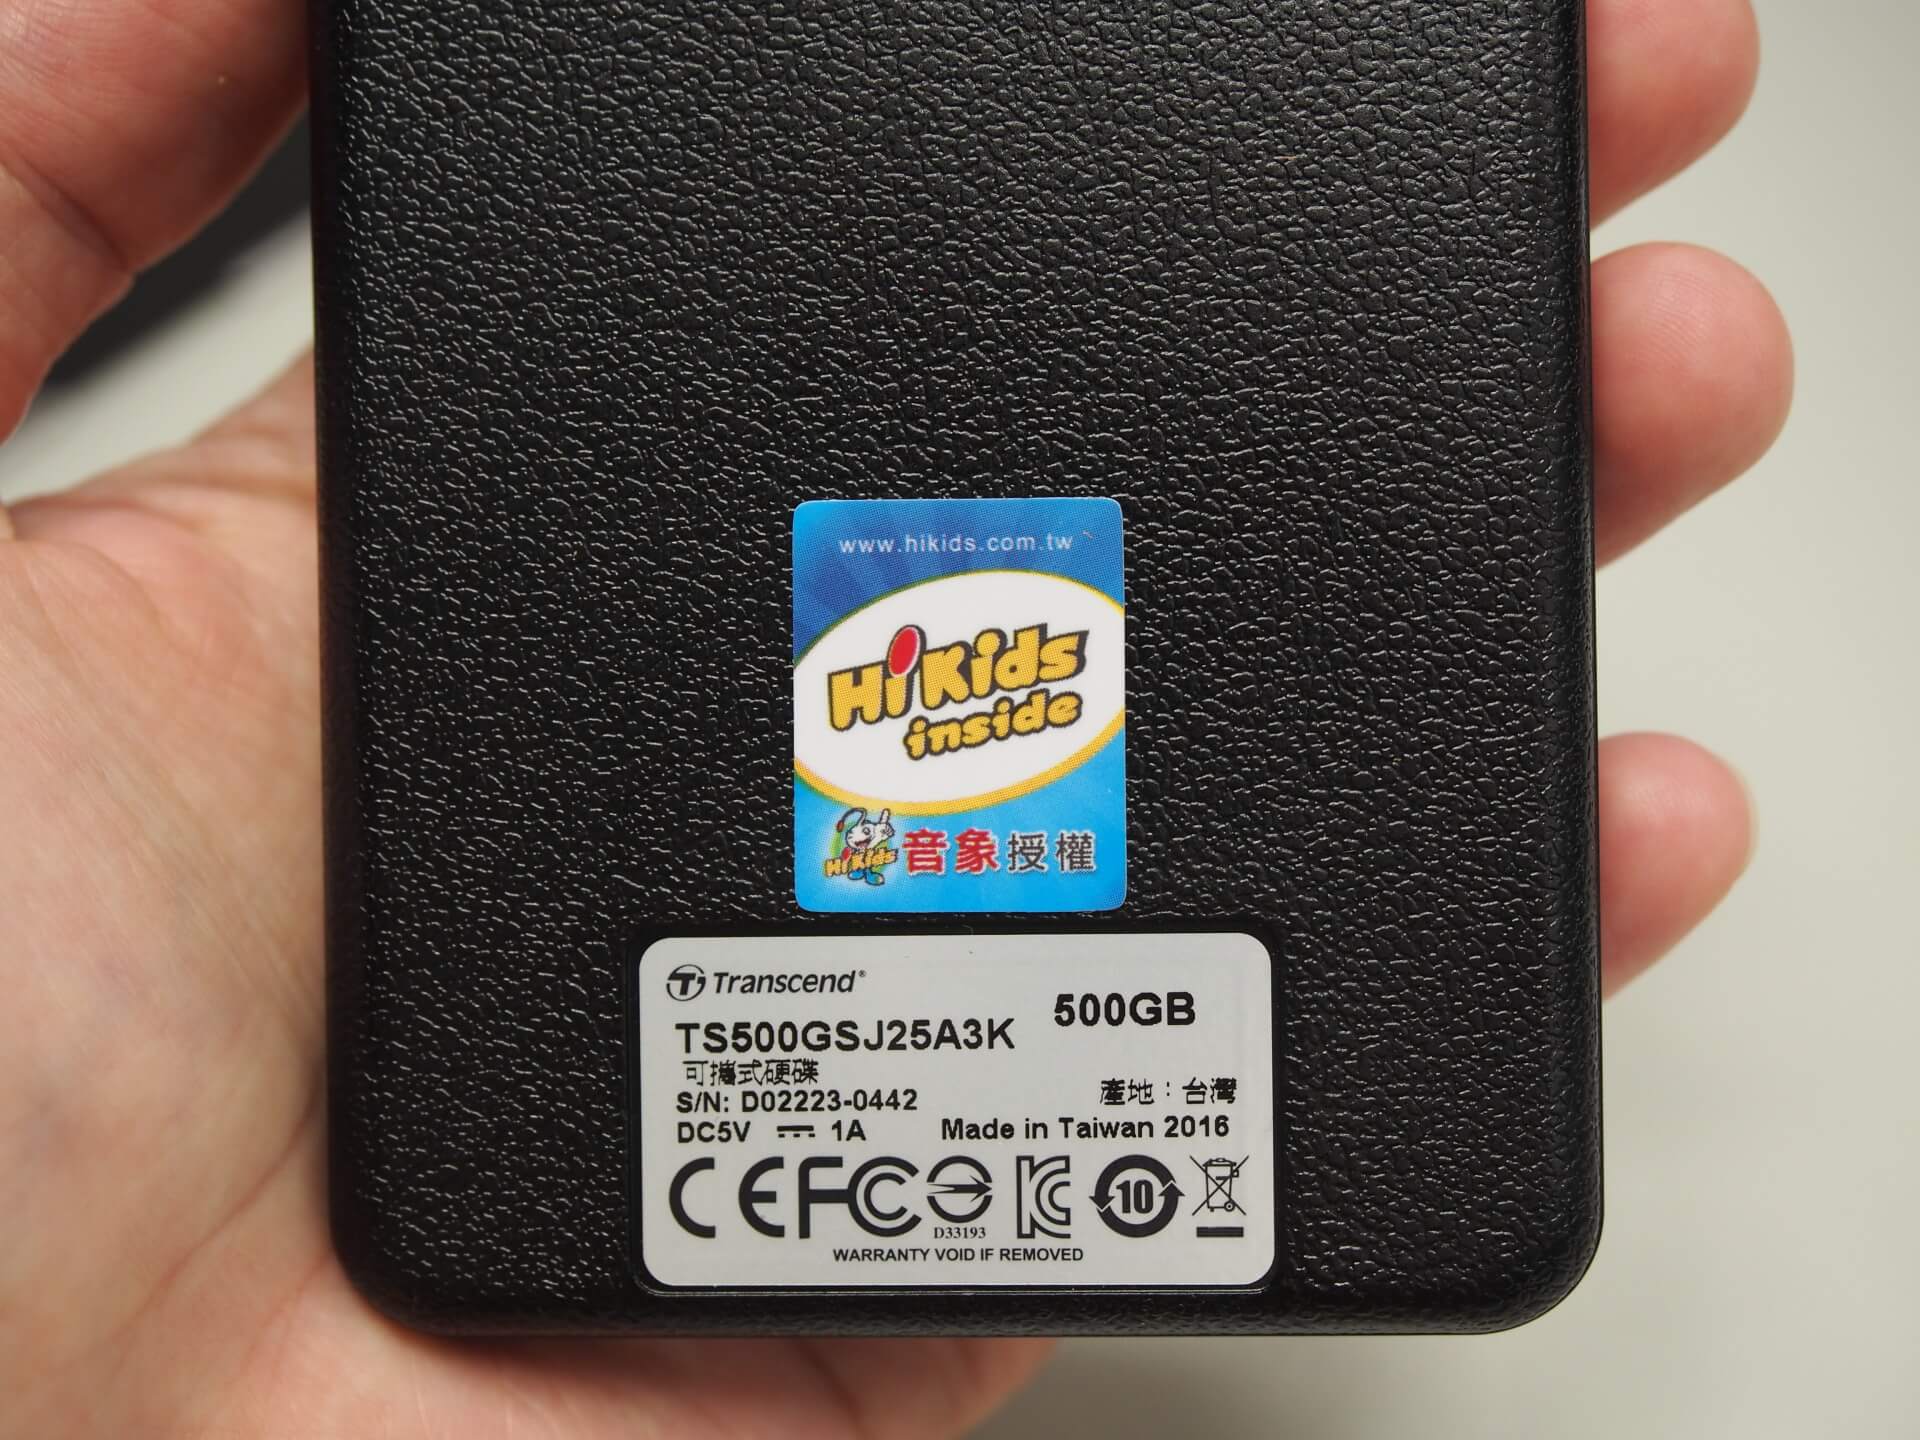 www.hikids.com.tw
HiKids
inside
HiKids 音象授權
Transcend®
500GB
TS500GSJ25A3K
可攜式硬碟
S/N: D02223-0442
產地：台灣
DC5V 1A
Made in Taiwan 2016
CE FC KC 10
D33193
WARRANTY VOID IF REMOVED